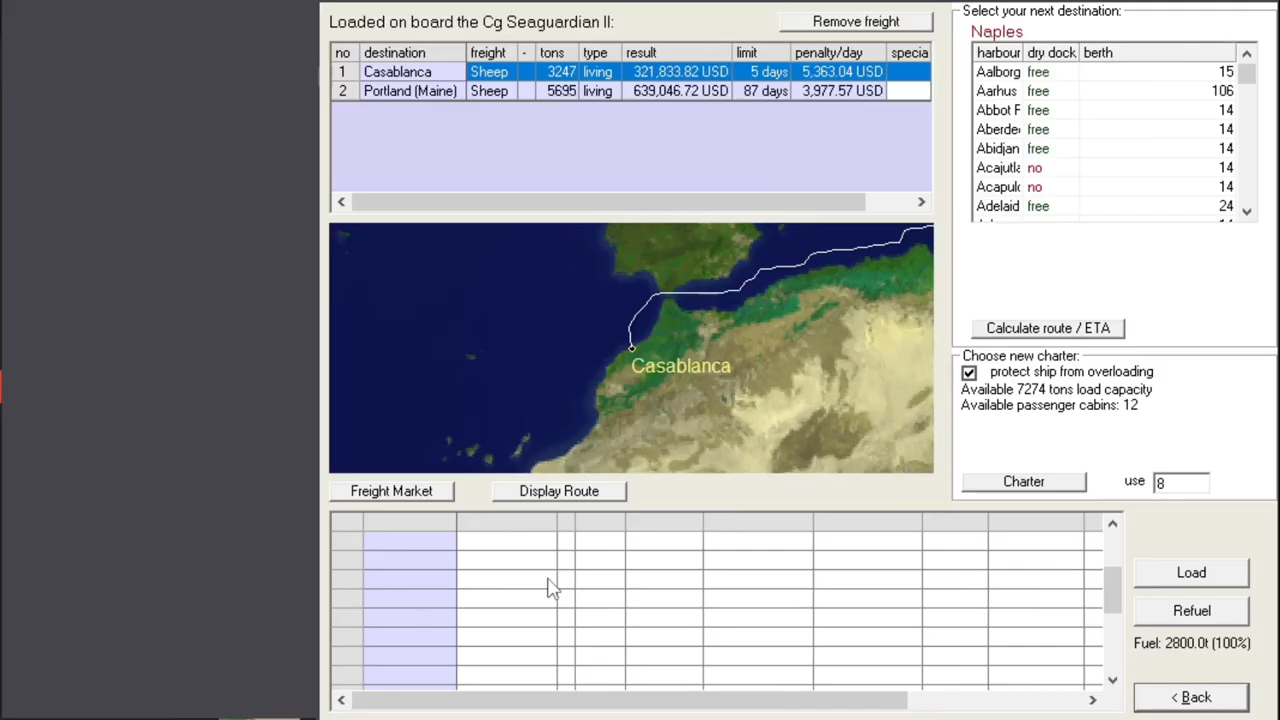 Loaded on board the Cg Seaguardian II:
Remove freight
no destination freight - tons type result limit penalty/day specia
1 Casablanca Sheep 3247 living 321,833.82 USD 5 days 5,363.04 USD
2 Portland (Maine) Sheep 5695 living 639,046.72 USD 87 days 3,977.57 USD
Casablanca
Freight Market
Display Route
Select your next destination:
Naples
harbour dry dock berth
Aalborg free 15
Aarhus free 106
Abbot F free 14
Aberde free 14
Abidjan free 14
Acajutla no 14
Acapulc no 14
Adelaid free 24
Calculate route / ETA
Choose new charter:
protect ship from overloading
Available 7274 tons load capacity
Available passenger cabins: 12
Charter use 8
Load
Refuel
Fuel: 2800.0t (100%)
< Back